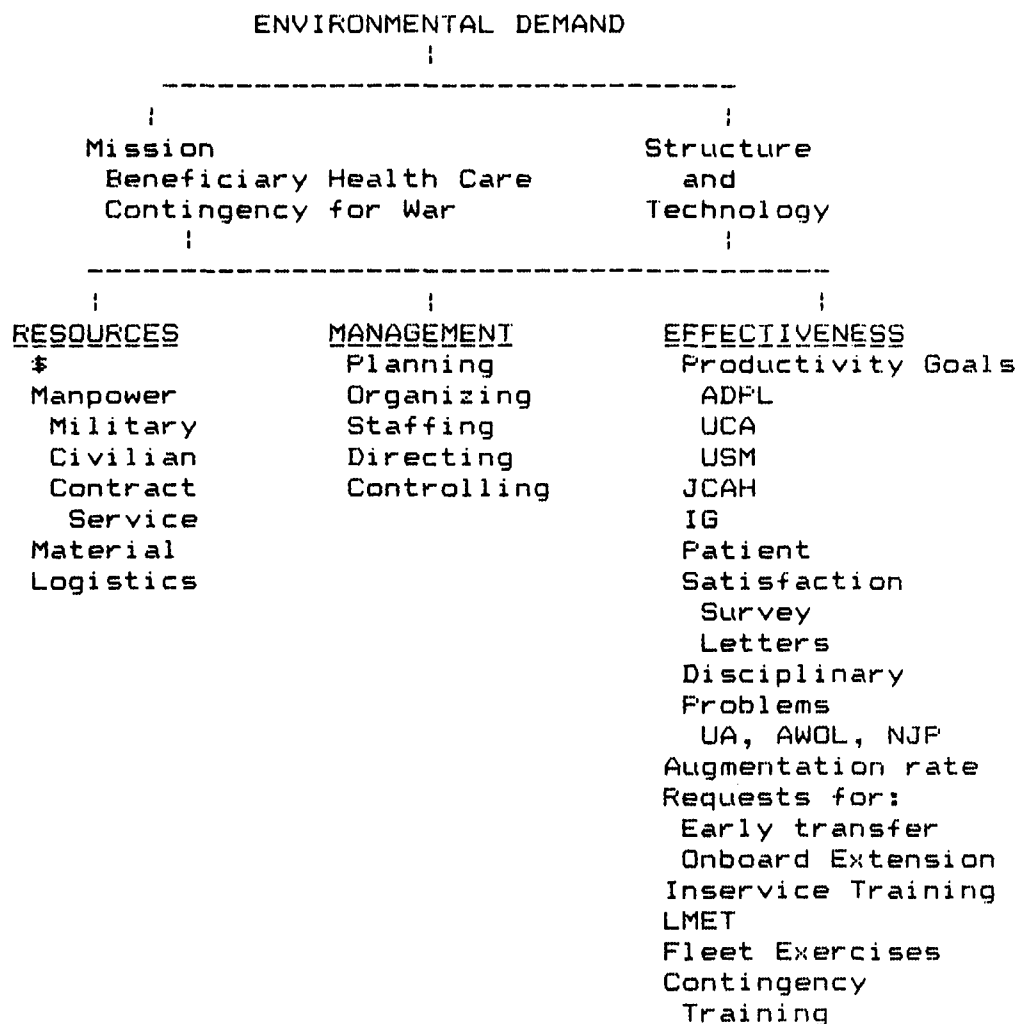 ENVIRONMENTAL DEMAND
Mission
Beneficiary Health Care
Contingency for War
Structure
and
Technology
RESOURCES
$
Manpower
Military
Civilian
Contract
Service
Material
Logistics
MANAGEMENT
Planning
Organizing
Staffing
Directing
Controlling
EFFECTIVENESS
Productivity Goals
ADPL
UCA
USM
JCAH
IG
Patient
Satisfaction
Survey
Letters
Disciplinary
Problems
UA, AWOL, NJP
Augmentation rate
Requests for:
Early transfer
Onboard Extension
Inservice Training
LMET
Fleet Exercises
Contingency
Training